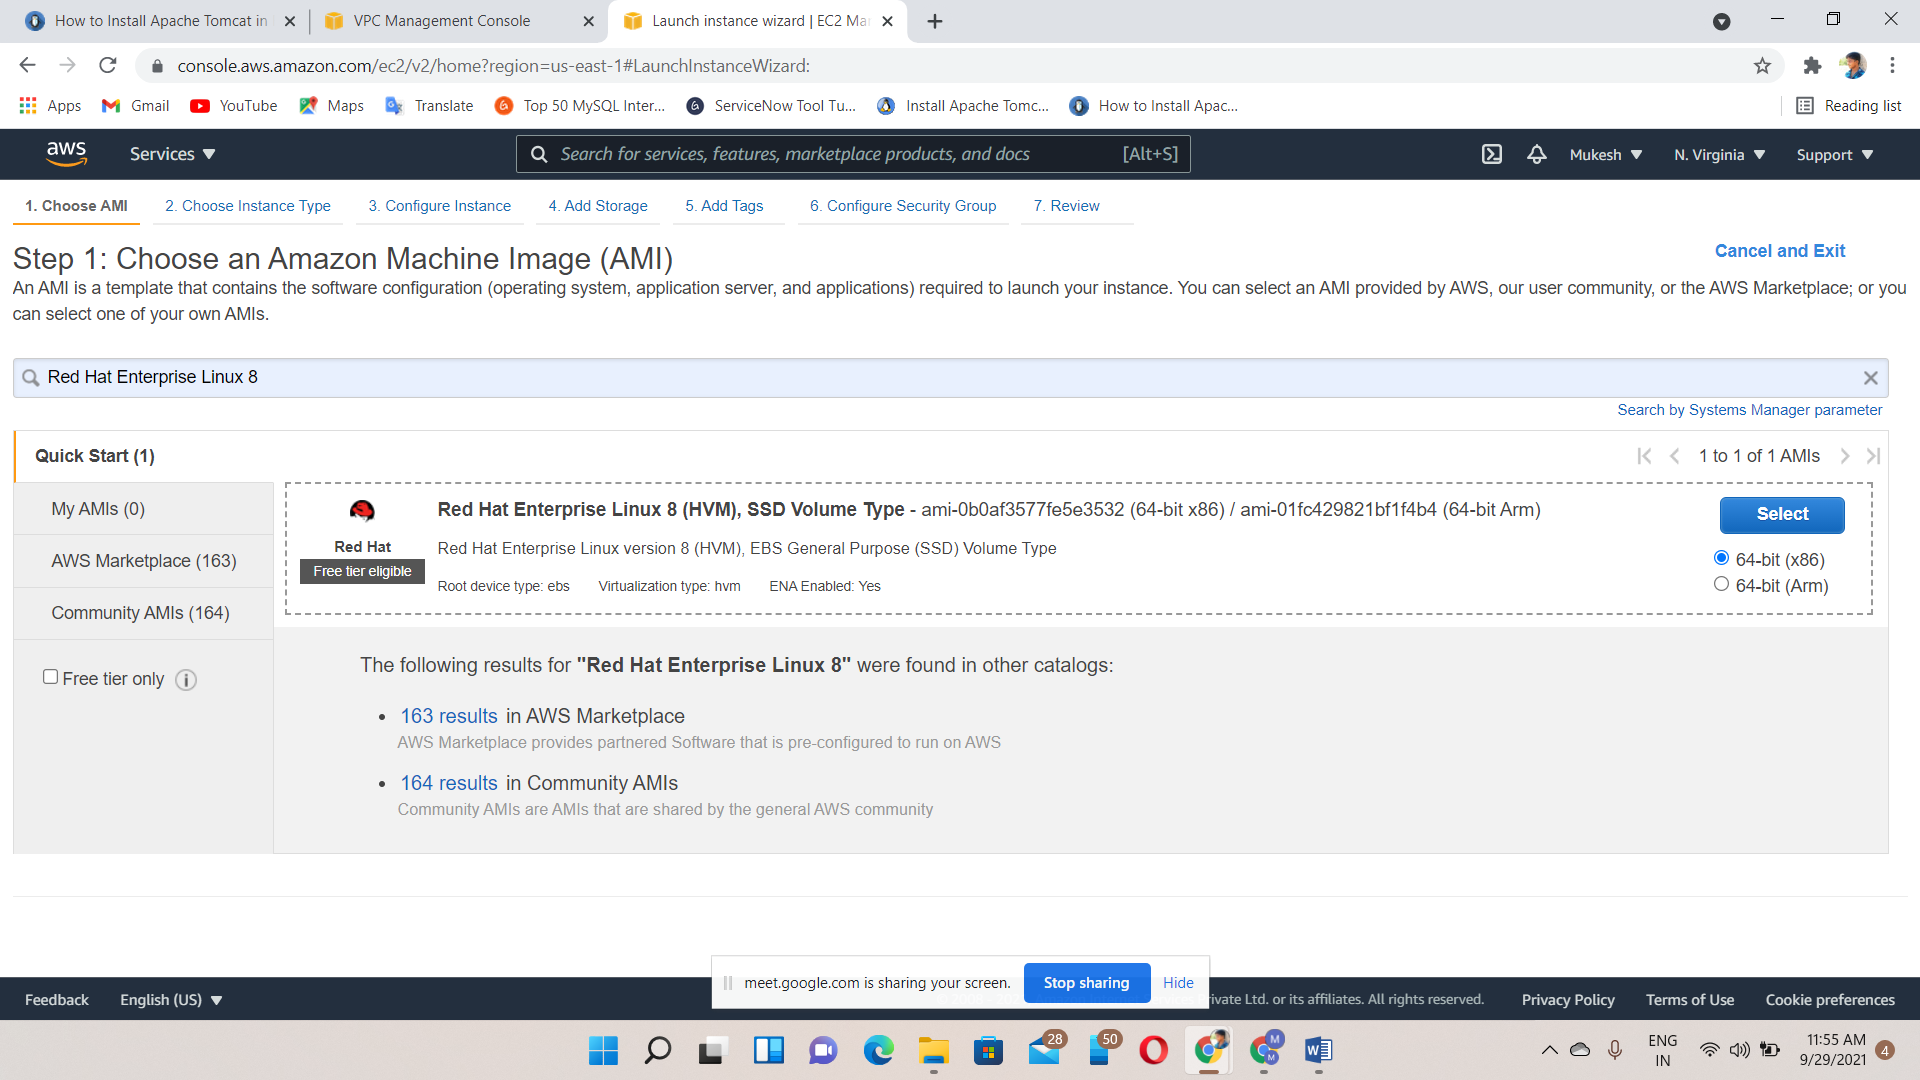 How to Install Apache Tomcat in
VPC Management Console
Launch instance wizard | EC2 Ma
console.aws.amazon.com/ec2/v2/home?region=us-east-1#LaunchInstanceWizard:
Apps
Gmail
YouTube
Maps
Translate
Top 50 MySQL Inter...
ServiceNow Tool Tu...
Install Apache Tomc...
How to Install Apac...
Reading list
aws
Services
Search for services, features, marketplace products, and docs
[Alt+S]
Mukesh
N. Virginia
Support
1. Choose AMI
2. Choose Instance Type
3. Configure Instance
4. Add Storage
5. Add Tags
6. Configure Security Group
7. Review
Step 1: Choose an Amazon Machine Image (AMI)
Cancel and Exit
An AMI is a template that contains the software configuration (operating system, application server, and applications) required to launch your instance. You can select an AMI provided by AWS, our user community, or the AWS Marketplace; or you
can select one of your own AMIs.
Red Hat Enterprise Linux 8
Search by Systems Manager parameter
Quick Start (1)
1 to 1 of 1 AMIs
My AMIs (0)
AWS Marketplace (163)
Community AMIs (164)
Free tier only
Red Hat
Free tier eligible
Red Hat Enterprise Linux 8 (HVM), SSD Volume Type - ami-0b0af3577fe5e3532 (64-bit x86) / ami-01fc429821bf1f4b4 (64-bit Arm)
Red Hat Enterprise Linux version 8 (HVM), EBS General Purpose (SSD) Volume Type
Root device type: ebs
Virtualization type: hvm
ENA Enabled: Yes
Select
64-bit (x86)
64-bit (Arm)
The following results for "Red Hat Enterprise Linux 8" were found in other catalogs:
• 163 results in AWS Marketplace
AWS Marketplace provides partnered Software that is pre-configured to run on AWS
• 164 results in Community AMIs
Community AMIs are AMIs that are shared by the general AWS community
meet.google.com is sharing your screen.
Stop sharing
Hide
Feedback
English (US)
ivate Ltd. or its affiliates. All rights reserved.
Privacy Policy
Terms of Use
Cookie preferences
28
50
M
M
ENG
IN
11:55 AM
9/29/2021
4